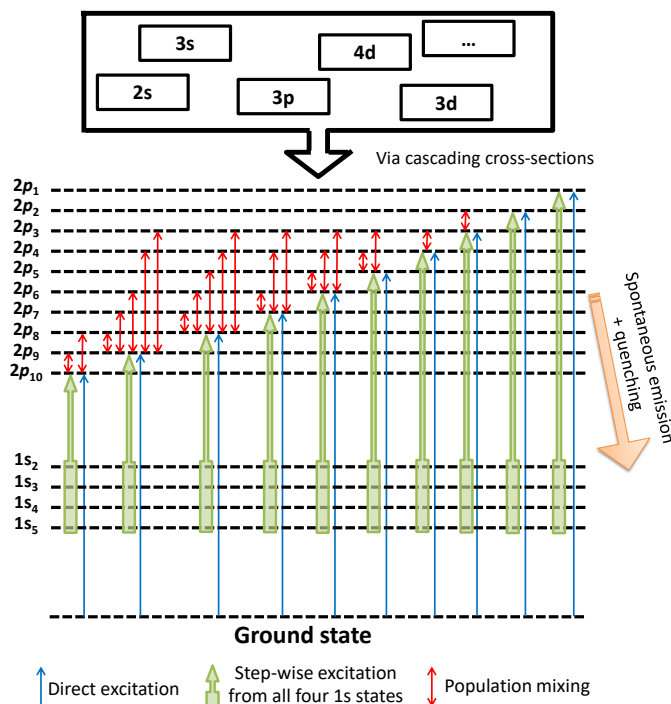 3s
4d
...
2s
3p
3d
Via cascading cross-sections
2p1
2p2
2p3
2p4
2p5
2p6
2p7
2p8
2p9
2p10
Spontaneous emission
+ quenching
1s2
1s3
1s4
1s5
Ground state
Direct excitation
Step-wise excitation
from all four 1s states
Population mixing